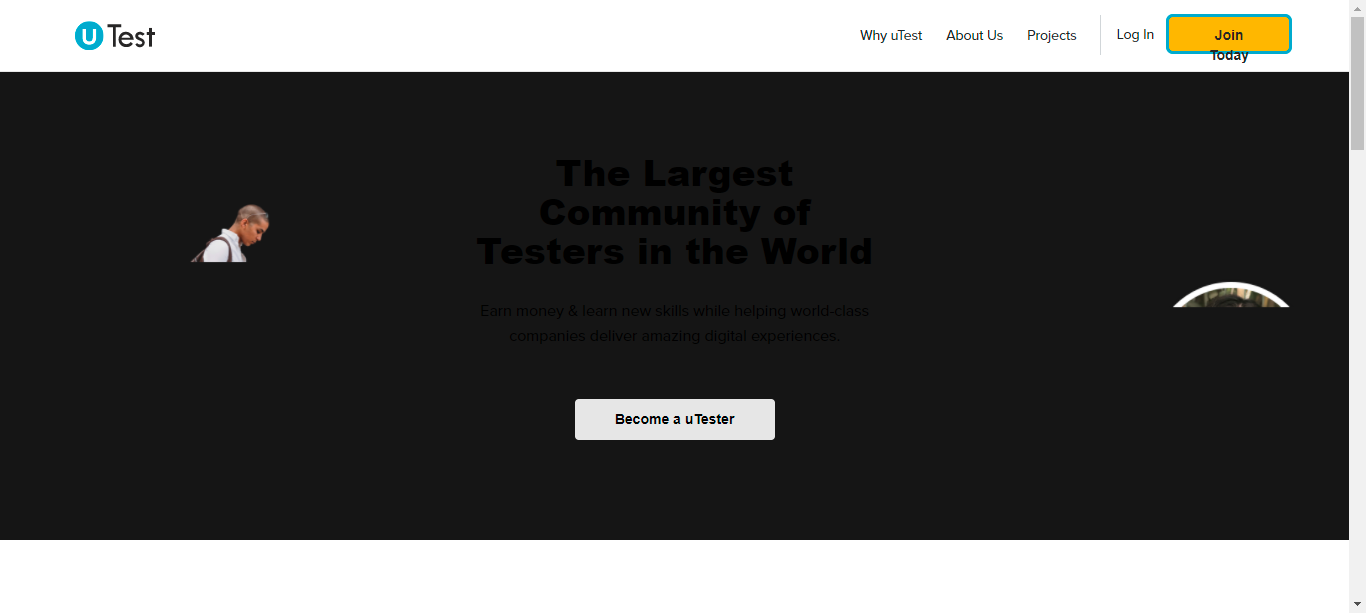 uTest
Why uTest
About Us
Projects
Log In
Join
Today
The Largest
Community of
Testers in the World
Earn money & learn new skills while helping world-class
companies deliver amazing digital experiences.
Become a uTester